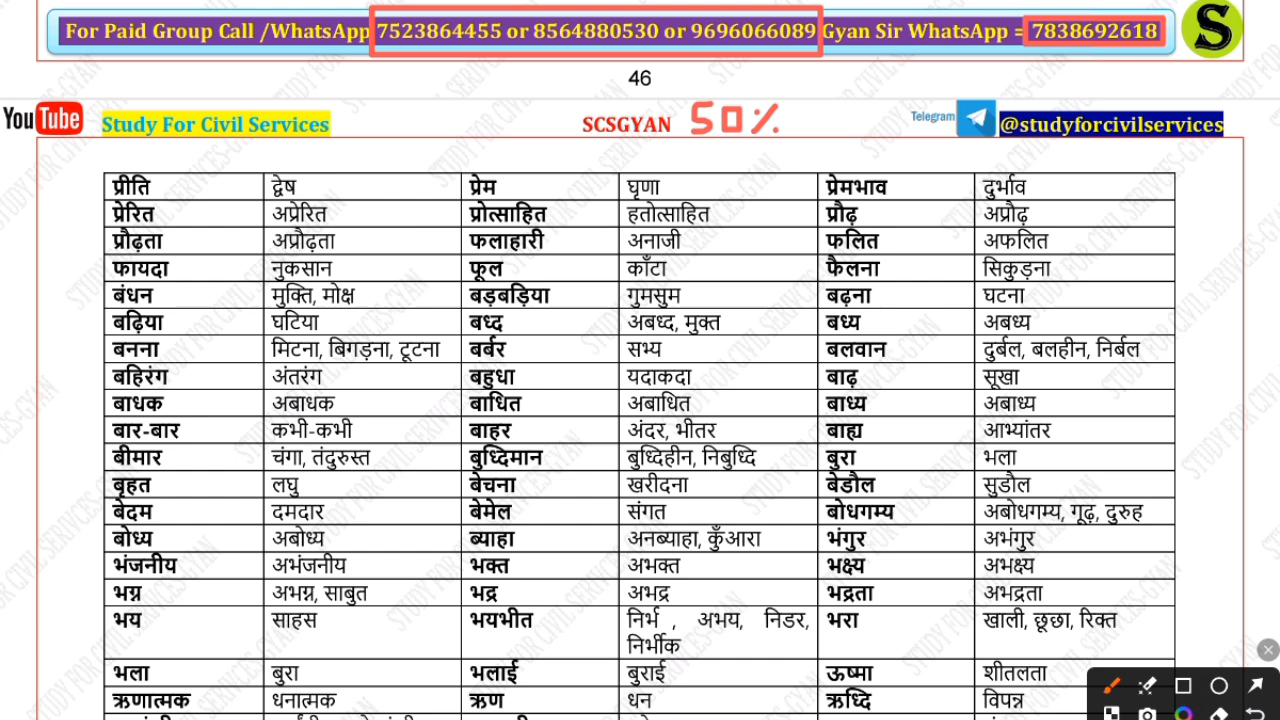 For Paid Group Call /WhatsApp 7523864455 or 8564880530 or 9696066089 Gyan Sir WhatsApp = 7838692618
S
46
YouTube Study For Civil Services SCSGYAN 50% Telegram @studyforcivilservices
प्रीति द्वेष प्रेम घृणा प्रेमभाव दुर्भाव
प्रेरित अप्रेरित प्रोत्साहित हतोत्साहित प्रौढ़ अप्रौढ़
प्रौढ़ता अप्रौढ़ता फलाहारी अनाजी फलित अफलित
फायदा नुकसान फूल काँटा फैलना सिकुड़ना
बंधन मुक्ति, मोक्ष बड़बड़िया गुमसुम बढ़ना घटना
बढ़िया घटिया बध्द अबध्द, मुक्त बध्य अबध्य
बनना मिटना, बिगड़ना, टूटना बर्बर सभ्य बलवान दुर्बल, बलहीन, निर्बल
बहिरंग अंतरंग बहुधा यदाकदा बाढ़ सूखा
बाधक अबाधक बाधित अबाधित बाध्य अबाध्य
बार-बार कभी-कभी बाहर अंदर, भीतर बाह्य आभ्यांतर
बीमार चंगा, तंदुरुस्त बुध्दिमान बुध्दिहीन, निबुध्दि बुरा भला
बृहत लघु बेचना खरीदना बेडौल सुडौल
बेदम दमदार बेमेल संगत बोधगम्य अबोधगम्य, गूढ़, दुरुह
बोध्य अबोध्य ब्याहा अनब्याहा, कुँआरा भंगुर अभंगुर
भंजनीय अभंजनीय भक्त अभक्त भक्ष्य अभक्ष्य
भग्न अभग्न, साबुत भद्र अभद्र भद्रता अभद्रता
भय साहस भयभीत निर्भ , अभय, निडर, भरा खाली, छूछा, रिक्त
निर्भीक
भला बुरा भलाई बुराई ऊष्मा शीतलता
ऋणात्मक धनात्मक ऋण धन ऋध्दि विपन्न